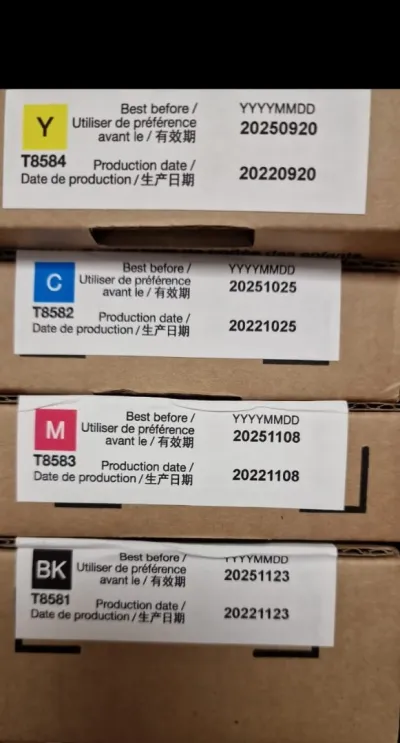 Y
Best before /
Utiliser de préférence
avant le / 有效期
YYYYMMDD
20250920
T8584
Production date /
Date de production / 生产日期
20220920
C
Best before /
Utiliser de préférence
avant le / 有效期
YYYYMMDD
20251025
T8582
Production date /
Date de production / 生产日期
20221025
M
Best before /
Utiliser de préférence
avant le / 有效期
YYYYMMDD
20251108
T8583
Production date /
Date de production / 生产日期
20221108
BK
Best before /
Utiliser de préférence
avant le / 有效期
YYYYMMDD
20251123
T8581
Production date /
Date de production / 生产日期
20221123